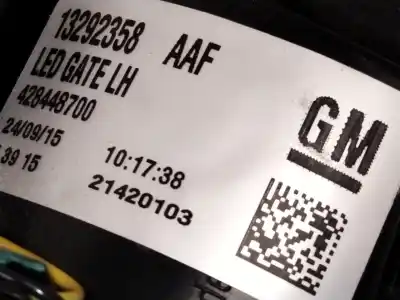 13292358 AAF
LED GATE LH
428448700
24/09/15 10:17:38
39 15 21420103
GM